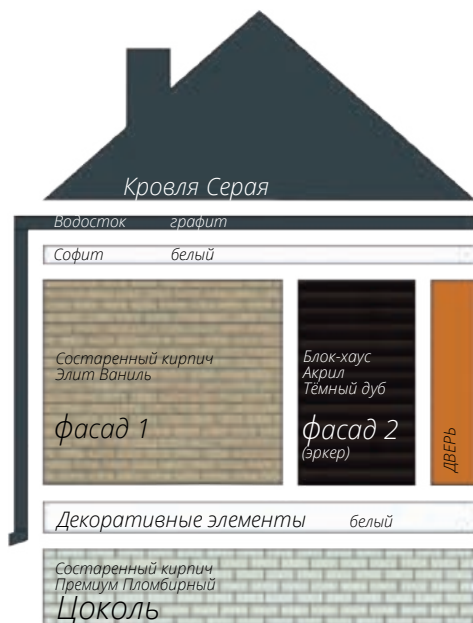 Кровля Серая
Водосток графит
Софит белый
Состаренный кирпич
Элит Ваниль
фасад 1
Блок-хаус
Акрил
Тёмный дуб
фасад 2
(эркер)
ДВЕРЬ
Декоративные элементы белый
Состаренный кирпич
Премиум Пломбирный
Цоколь